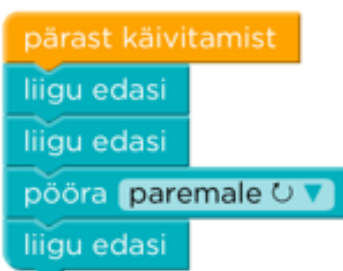 pärast käivitamist
liigu edasi
liigu edasi
pööra paremale ↻ ▼
liigu edasi